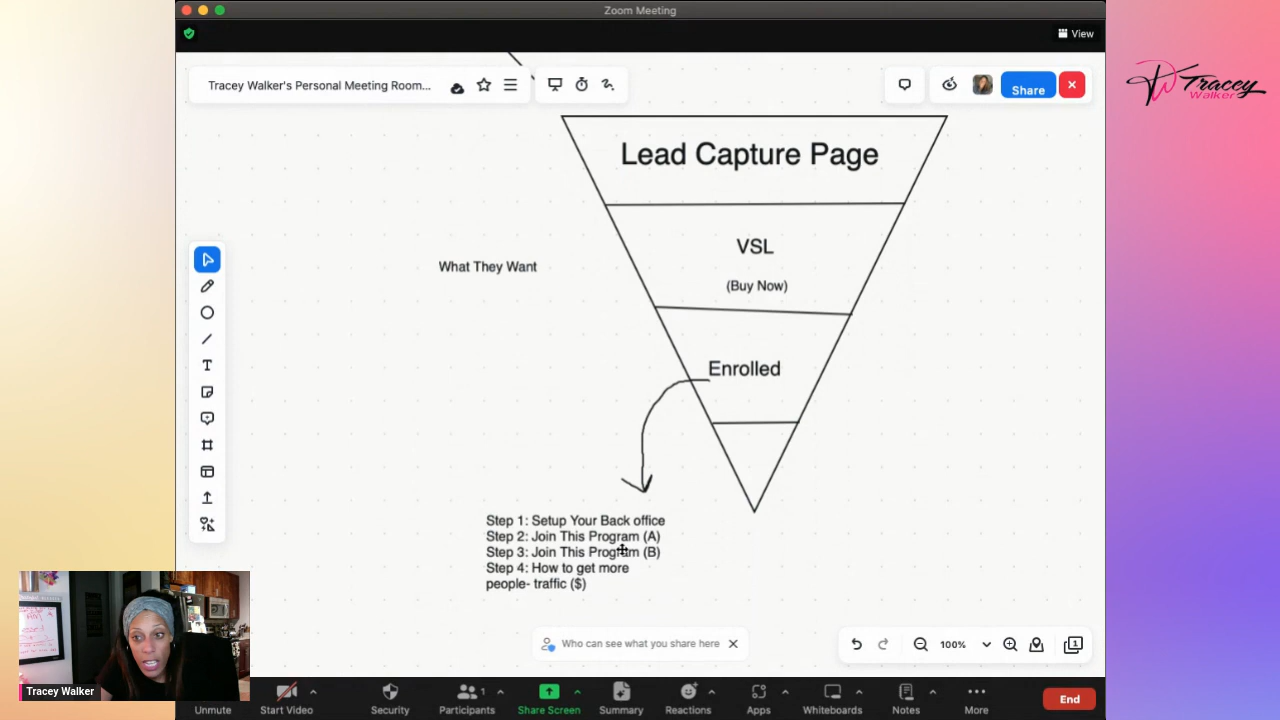 Zoom Meeting
View
Tracey Walker's Personal Meeting Room...
Share
Tracey
Walker
Lead Capture Page
VSL
(Buy Now)
What They Want
Enrolled
Step 1: Setup Your Back office
Step 2: Join This Program (A)
Step 3: Join This Program (B)
Step 4: How to get more
people- traffic ($)
Who can see what you share here
100%
1
Tracey Walker
Unmute
Start Video
Security
Participants
1
Share Screen
Summary
Reactions
Apps
Whiteboards
Notes
More
End